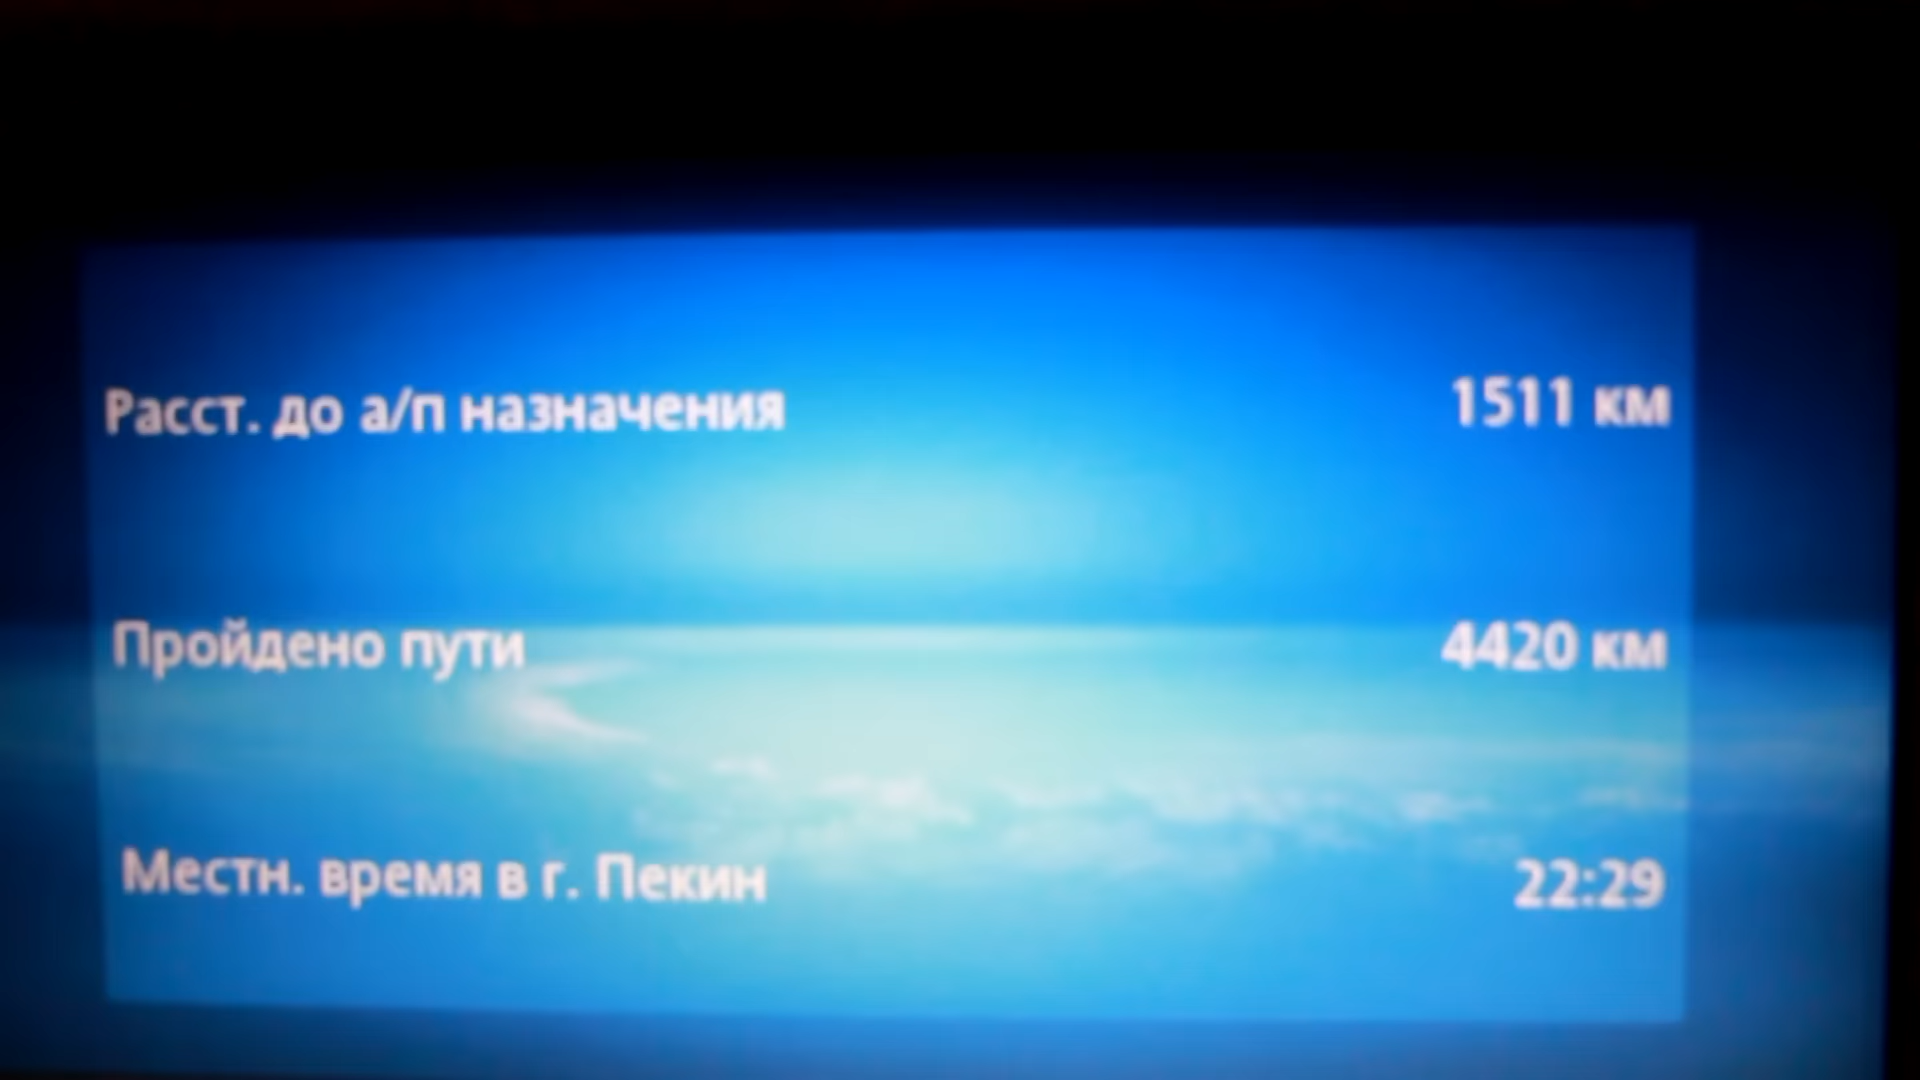 Расст. до а/п назначения 1511 км
Пройдено пути 4420 км
Местн. время в г. Пекин 22:29